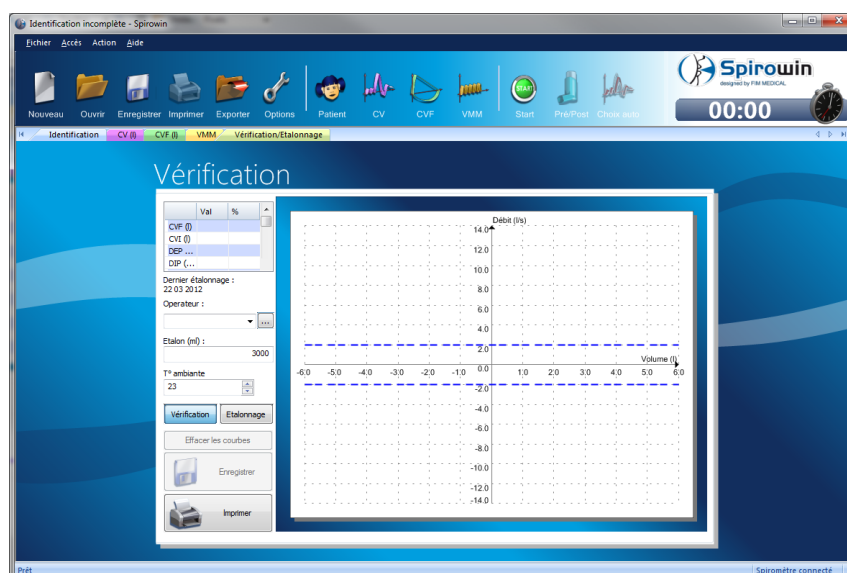 Identification incomplète - Spirowin
Fichier Accès Action Aide
Nouveau Ouvrir Enregistrer Imprimer Exporter Options Patient CV CVF VMM Start Pré/Post Choix auto
START
Spirowin
designed by FIM MEDICAL
00:00
Identification CV (I) CVF (I) VMM Vérification/Etalonnage
Vérification
Val %
CVF (l)
CVI (l)
DEP ...
DIP (...
Dernier étalonnage :
22 03 2012
Operateur :
...
Etalon (ml) :
3000
T° ambiante
23
Vérification Etalonnage
Effacer les courbes
Enregistrer
Imprimer
Débit (l/s)
14.0
12.0
10.0
8.0
6.0
4.0
2.0
Volume (l)
0.0
-6.0 -5.0 -4.0 -3.0 -2.0 -1.0 1.0 2.0 3.0 4.0 5.0 6.0
-2.0
-4.0
-6.0
-8.0
-10.0
-12.0
-14.0
Prêt Spiromètre connecté